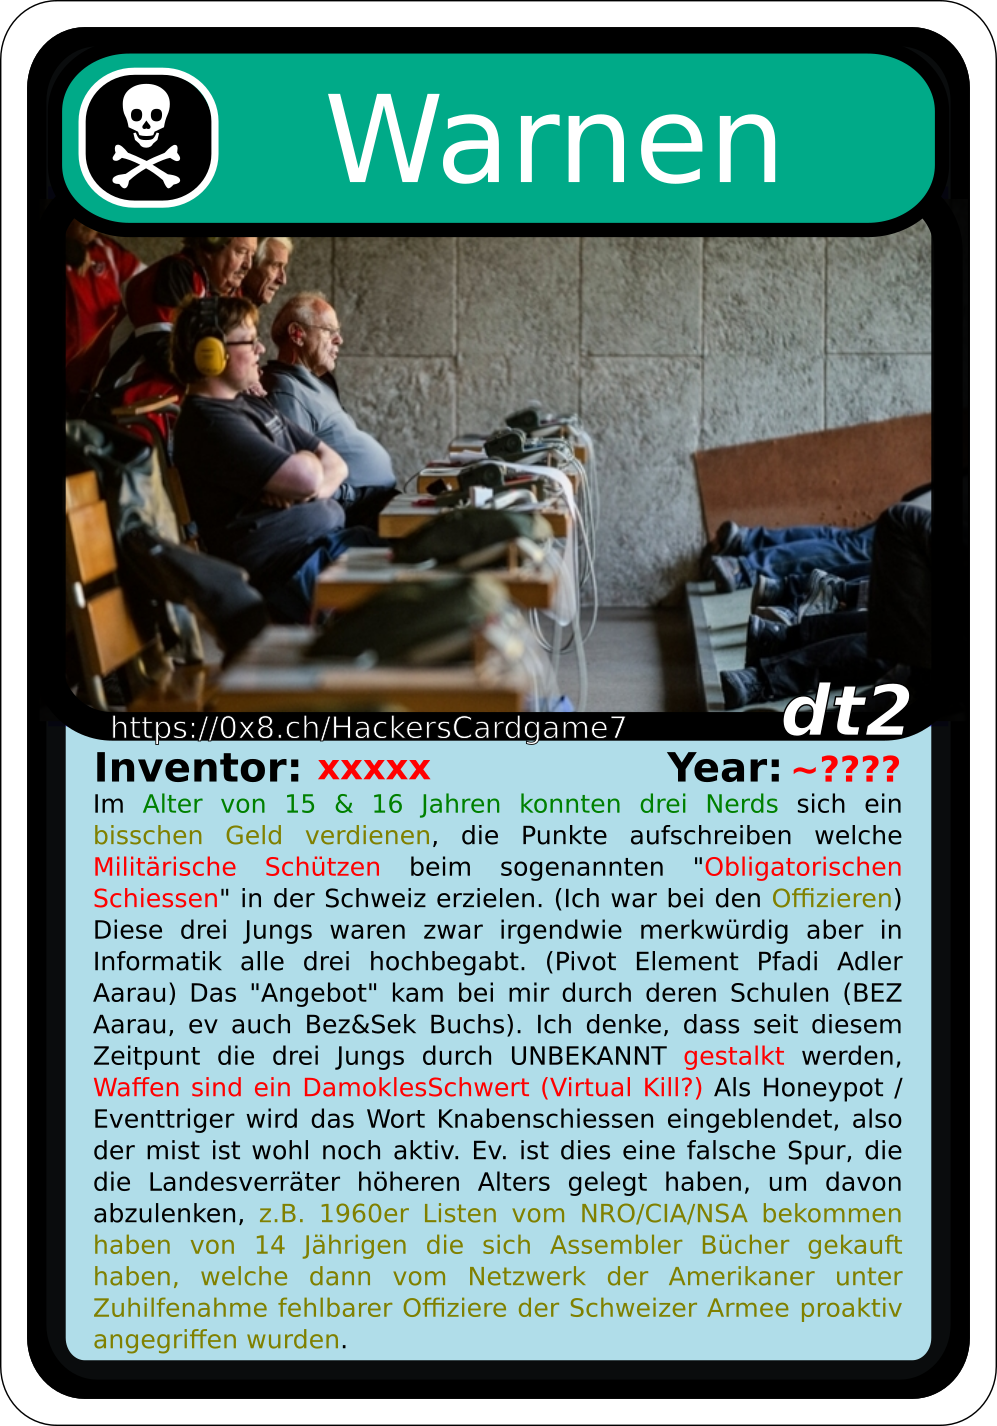 Warnen
https://0x8.ch/HackersCardgame7
dt2
Inventor: xxxxx Year: ~????
Im Alter von 15 & 16 Jahren konnten drei Nerds sich ein
bisschen Geld verdienen, die Punkte aufschreiben welche
Militärische Schützen beim sogenannten "Obligatorischen
Schiessen" in der Schweiz erzielen. (Ich war bei den Offizieren)
Diese drei Jungs waren zwar irgendwie merkwürdig aber in
Informatik alle drei hochbegabt. (Pivot Element Pfadi Adler
Aarau) Das "Angebot" kam bei mir durch deren Schulen (BEZ
Aarau, ev auch Bez&Sek Buchs). Ich denke, dass seit diesem
Zeitpunt die drei Jungs durch UNBEKANNT gestalkt werden,
Waffen sind ein DamoklesSchwert (Virtual Kill?) Als Honeypot /
Eventtriger wird das Wort Knabenschiessen eingeblendet, also
der mist ist wohl noch aktiv. Ev. ist dies eine falsche Spur, die
die Landesverräter höheren Alters gelegt haben, um davon
abzulenken, z.B. 1960er Listen vom NRO/CIA/NSA bekommen
haben von 14 Jährigen die sich Assembler Bücher gekauft
haben, welche dann vom Netzwerk der Amerikaner unter
Zuhilfenahme fehlbarer Offiziere der Schweizer Armee proaktiv
angegriffen wurden.